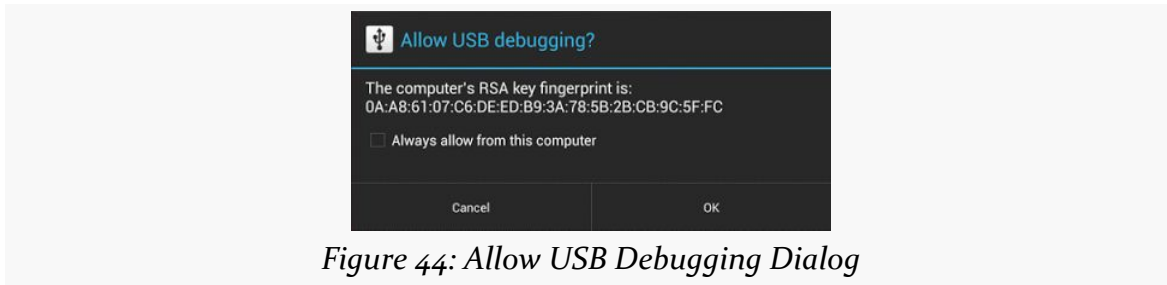 Allow USB debugging?
The computer's RSA key fingerprint is:
0A:A8:61:07:C6:DE:ED:B9:3A:78:5B:2B:CB:9C:5F:FC
Always allow from this computer
Cancel OK
Figure 44: Allow USB Debugging Dialog